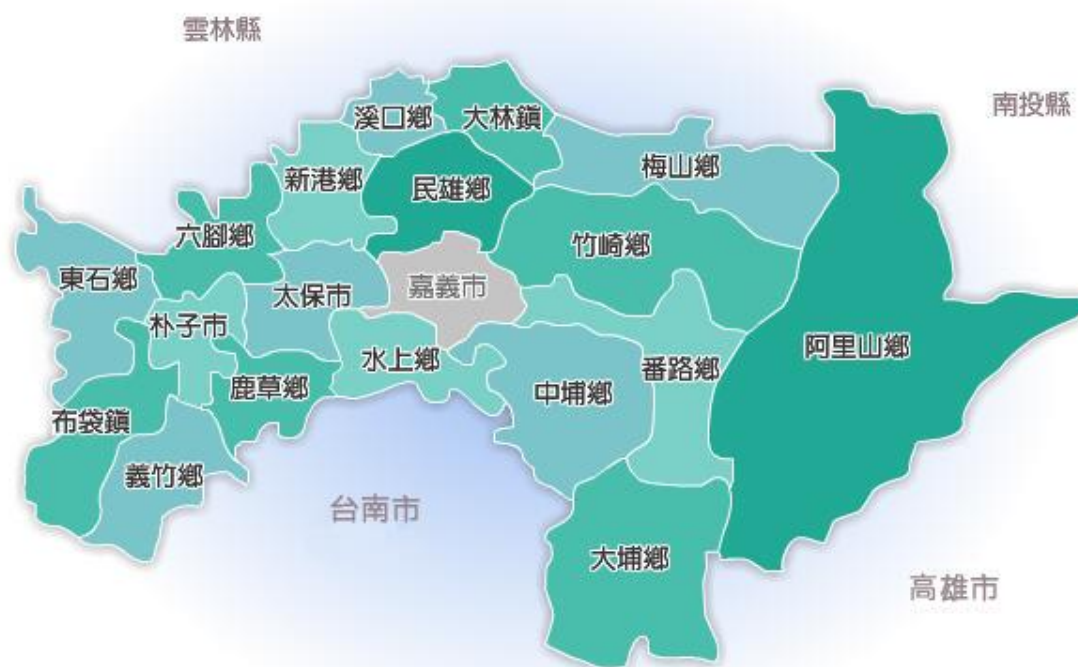 雲林縣
南投縣
溪口鄉
大林鎮
梅山鄉
新港鄉
民雄鄉
六腳鄉
竹崎鄉
東石鄉
太保市
嘉義市
朴子市
阿里山鄉
水上鄉
番路鄉
鹿草鄉
中埔鄉
布袋鎮
義竹鄉
台南市
大埔鄉
高雄市